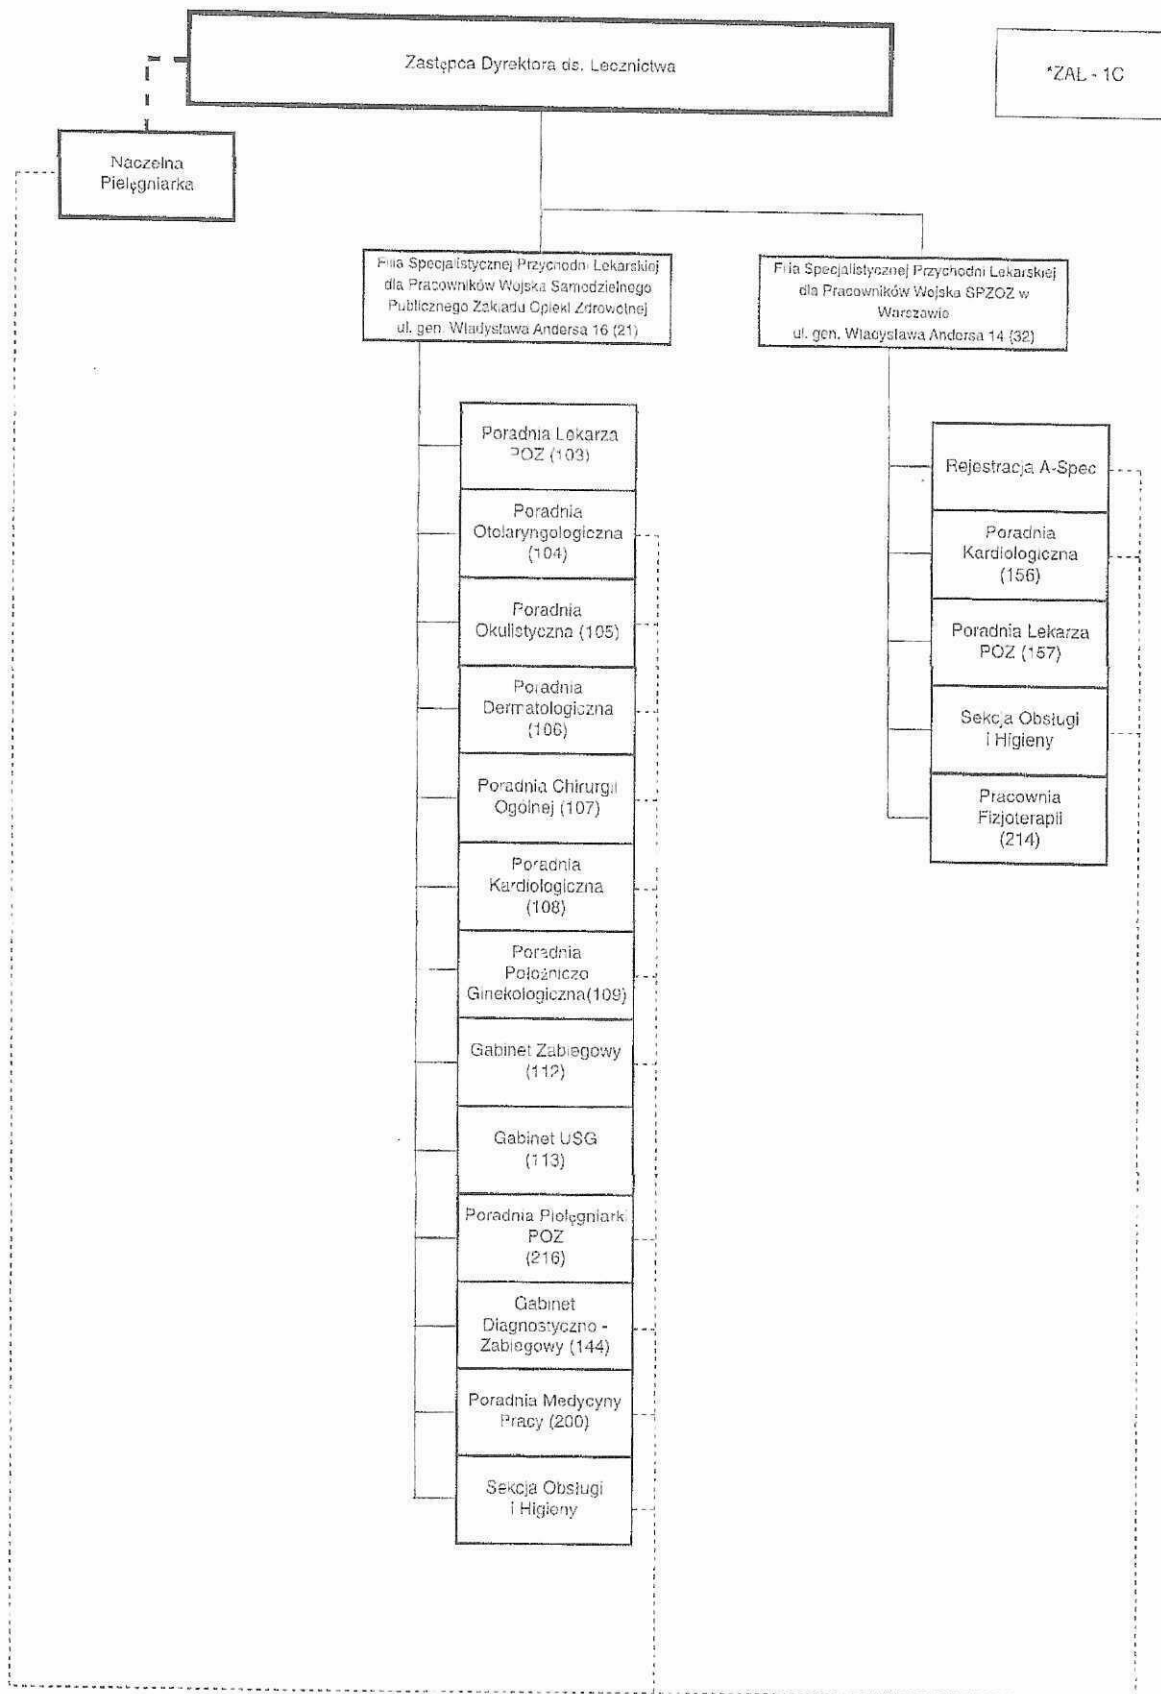 Zastępca Dyrektora ds. Lecznictwa
*ZAŁ - 1C
Naczelna
Pielęgniarka
Filia Specjalistycznej Przychodni Lekarskiej
dla Pracowników Wojska Samodzielnego
Publicznego Zakładu Opieki Zdrowotnej
ul. gen. Władysława Andersa 16 (21)
Filia Specjalistycznej Przychodni Lekarskiej
dla Pracowników Wojska SPZOZ w
Warszawie
ul. gen. Władysława Andersa 14 (32)
Poradnia Lekarza
POZ (103)
Poradnia
Otolaryngologiczna
(104)
Poradnia
Okulistyczna (105)
Poradnia
Dermatologiczna
(106)
Poradnia Chirurgii
Ogólnej (107)
Poradnia
Kardiologiczna
(108)
Poradnia
Położniczo
Ginekologiczna(109)
Gabinet Zabiegowy
(112)
Gabinet USG
(113)
Poradnia Pielęgniarki
POZ
(216)
Gabinet
Diagnostyczno -
Zabiegowy (144)
Poradnia Medycyny
Pracy (200)
Sekcja Obsługi
i Higieny
Rejestracja A-Spec
Poradnia
Kardiologiczna
(156)
Poradnia Lekarza
POZ (157)
Sekcja Obsługi
i Higieny
Pracownia
Fizjoterapii
(214)